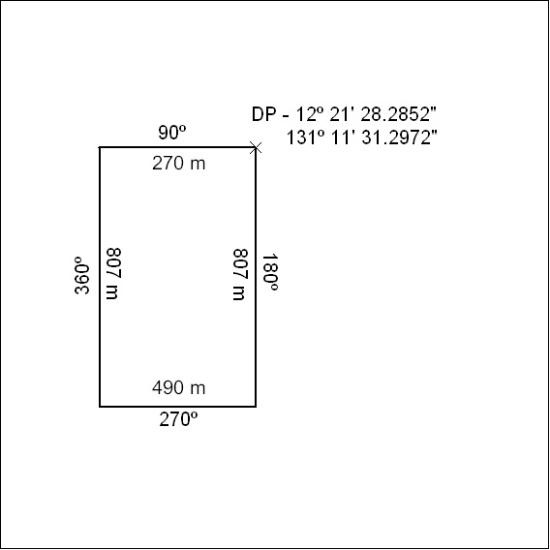 DP - 12º 21' 28.2852"
131º 11' 31.2972"
90º
270 m
360º
807 m
807 m
180º
490 m
270º